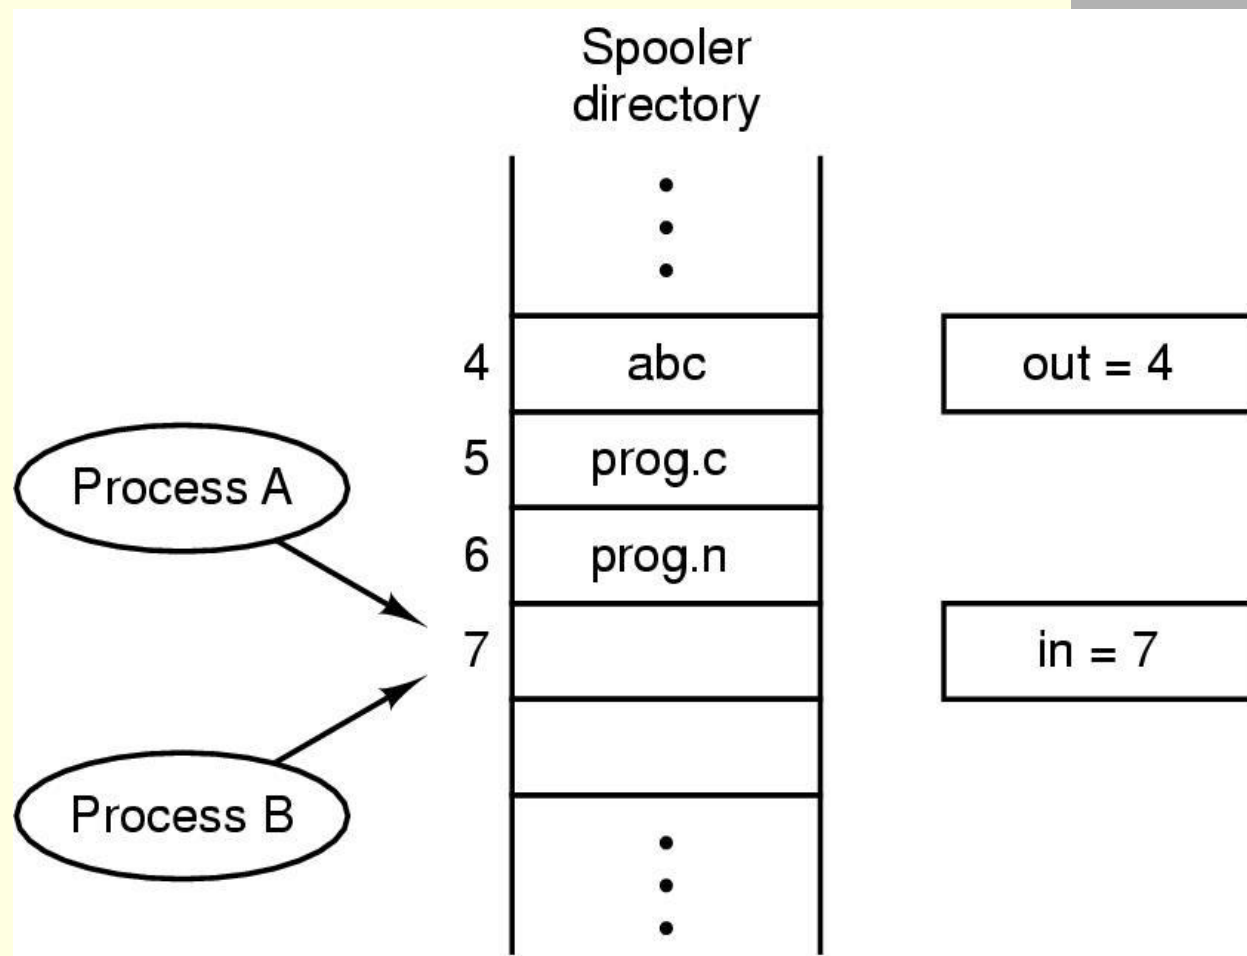 Spooler
directory
4
abc
out = 4
5
prog.c
Process A
6
prog.n
7
in = 7
Process B